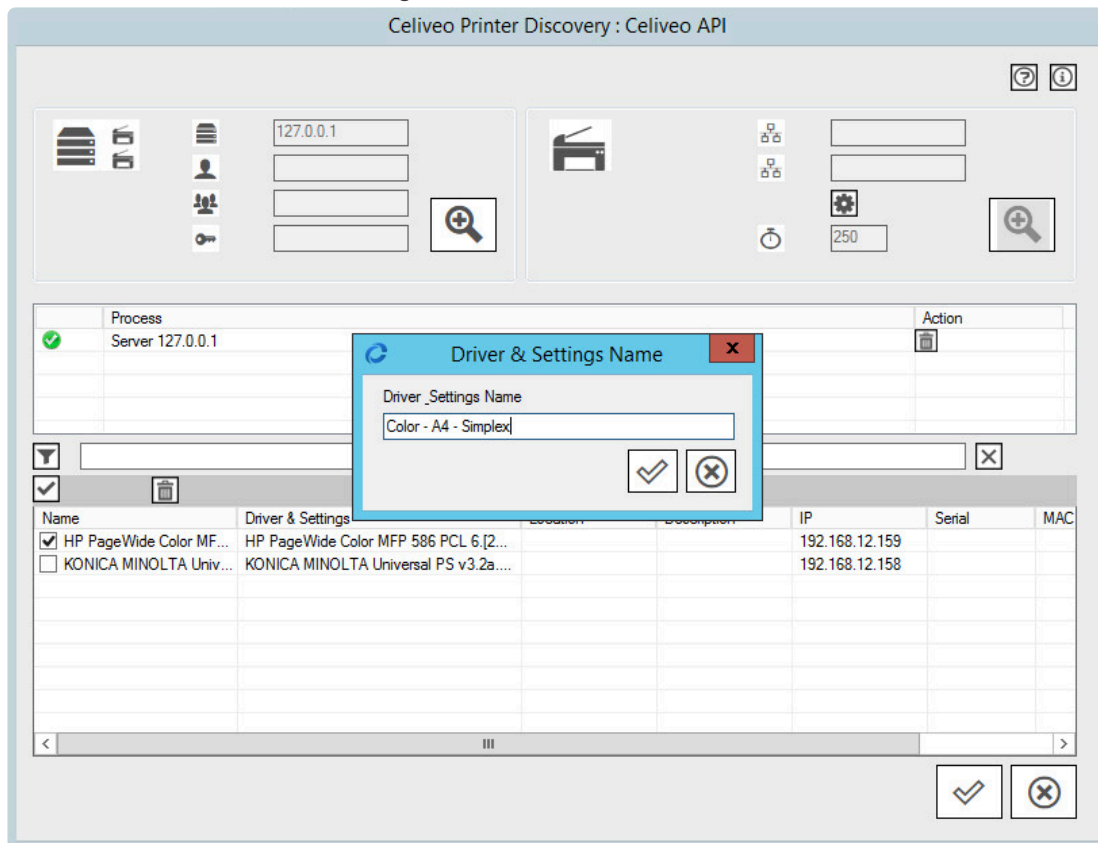 Celiveo Printer Discovery : Celiveo API
127.0.0.1
250
Process Action
Server 127.0.0.1
Driver & Settings Name
x
Driver _Settings Name
Color - A4 - Simplex
Name Driver & Settings IP Serial MAC
HP PageWide Color MF... HP PageWide Color MFP 586 PCL 6.[2... 192.168.12.159
KONICA MINOLTA Univ... KONICA MINOLTA Universal PS v3.2a.... 192.168.12.158